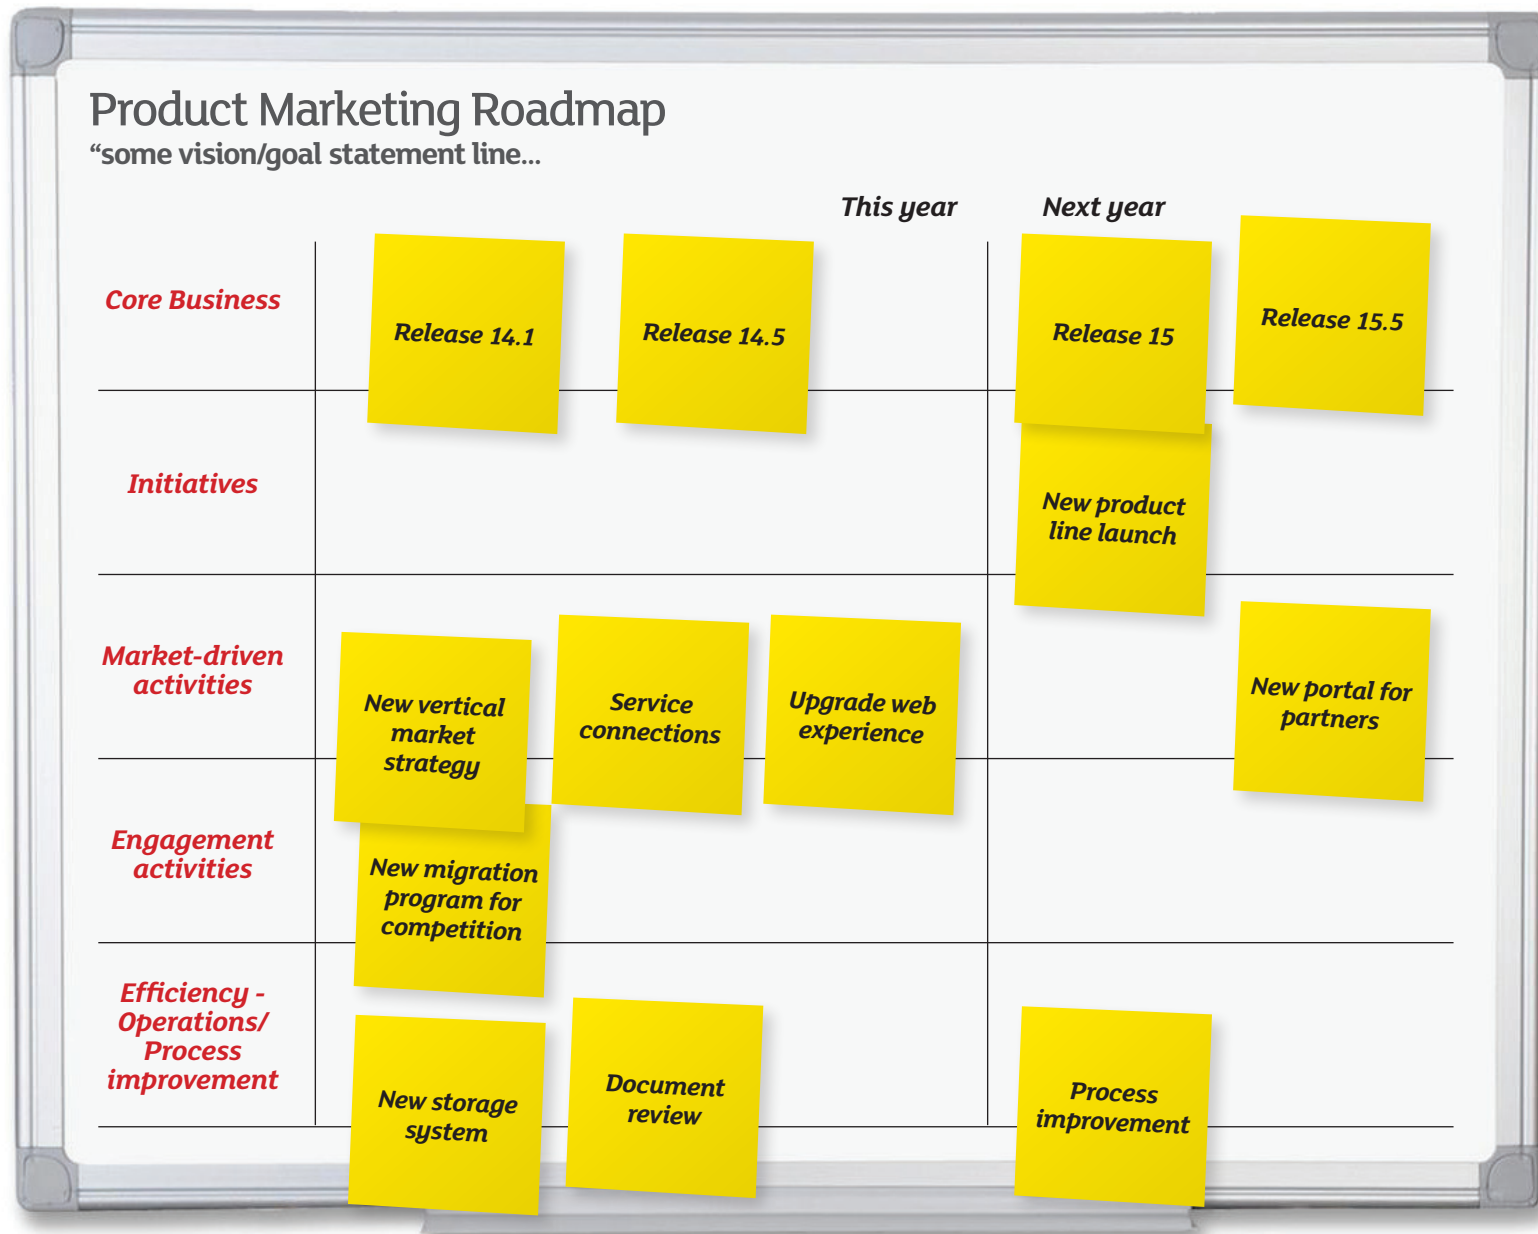 Product Marketing Roadmap
“some vision/goal statement line...
This year
Next year
Core Business
Release 14.1
Release 14.5
Release 15
Release 15.5
Initiatives
New product
line launch
Market-driven
activities
New vertical
market
strategy
Service
connections
Upgrade web
experience
New portal for
partners
Engagement
activities
New migration
program for
competition
Efficiency -
Operations/
Process
improvement
New storage
system
Document
review
Process
improvement